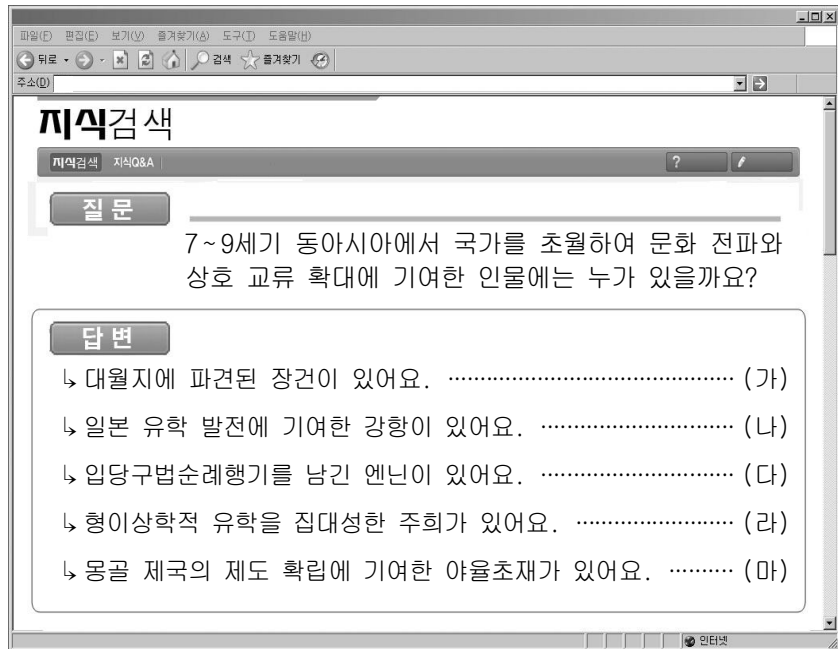 파일(F) 편집(E) 보기(V) 즐겨찾기(A) 도구(T) 도움말(H)
뒤로 검색 즐겨찾기
주소(D)
지식검색
지식검색 지식Q&A ?
질문
7~9세기 동아시아에서 국가를 초월하여 문화 전파와
상호 교류 확대에 기여한 인물에는 누가 있을까요?
답변
↳ 대월지에 파견된 장건이 있어요. ································ (가)
↳ 일본 유학 발전에 기여한 강항이 있어요. ······················ (나)
↳ 입당구법순례행기를 남긴 엔닌이 있어요. ······················ (다)
↳ 형이상학적 유학을 집대성한 주희가 있어요. ·················· (라)
↳ 몽골 제국의 제도 확립에 기여한 야율초재가 있어요. ·········· (마)
인터넷